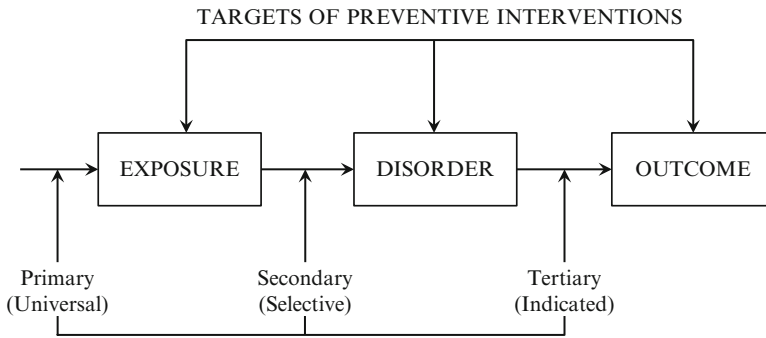 TARGETS OF PREVENTIVE INTERVENTIONS
EXPOSURE
DISORDER
OUTCOME
Primary
(Universal)
Secondary
(Selective)
Tertiary
(Indicated)